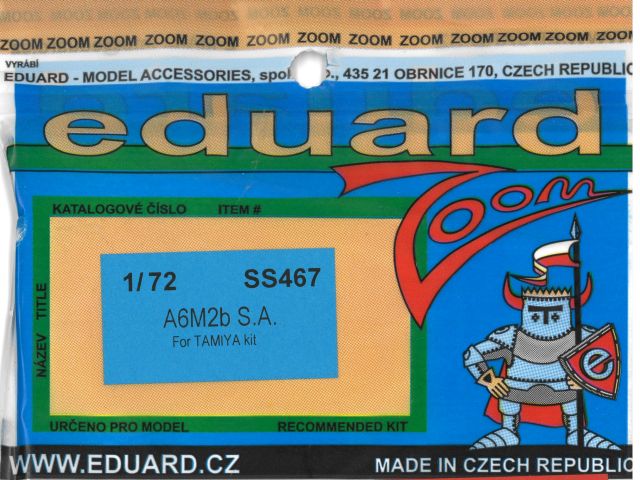 ZOOM ZOOM ZOOM ZOOM ZOOM ZOOM ZOOM ZOOM ZOOM ZOOM ZOOM ZOOM ZOOM
VYRÁBÍ
EDUARD - MODEL ACCESSORIES, 435 21 OBRNICE 170, CZECH REPUBLIC
eduard
Zoom
KATALOGOVÉ ČÍSLO ITEM #
1/72 SS467
A6M2b S.A.
For TAMIYA kit
NÁZEV TITLE
e
URČENO PRO MODEL RECOMMENDED KIT
WWW.EDUARD.CZ MADE IN CZECH REPUBLIC